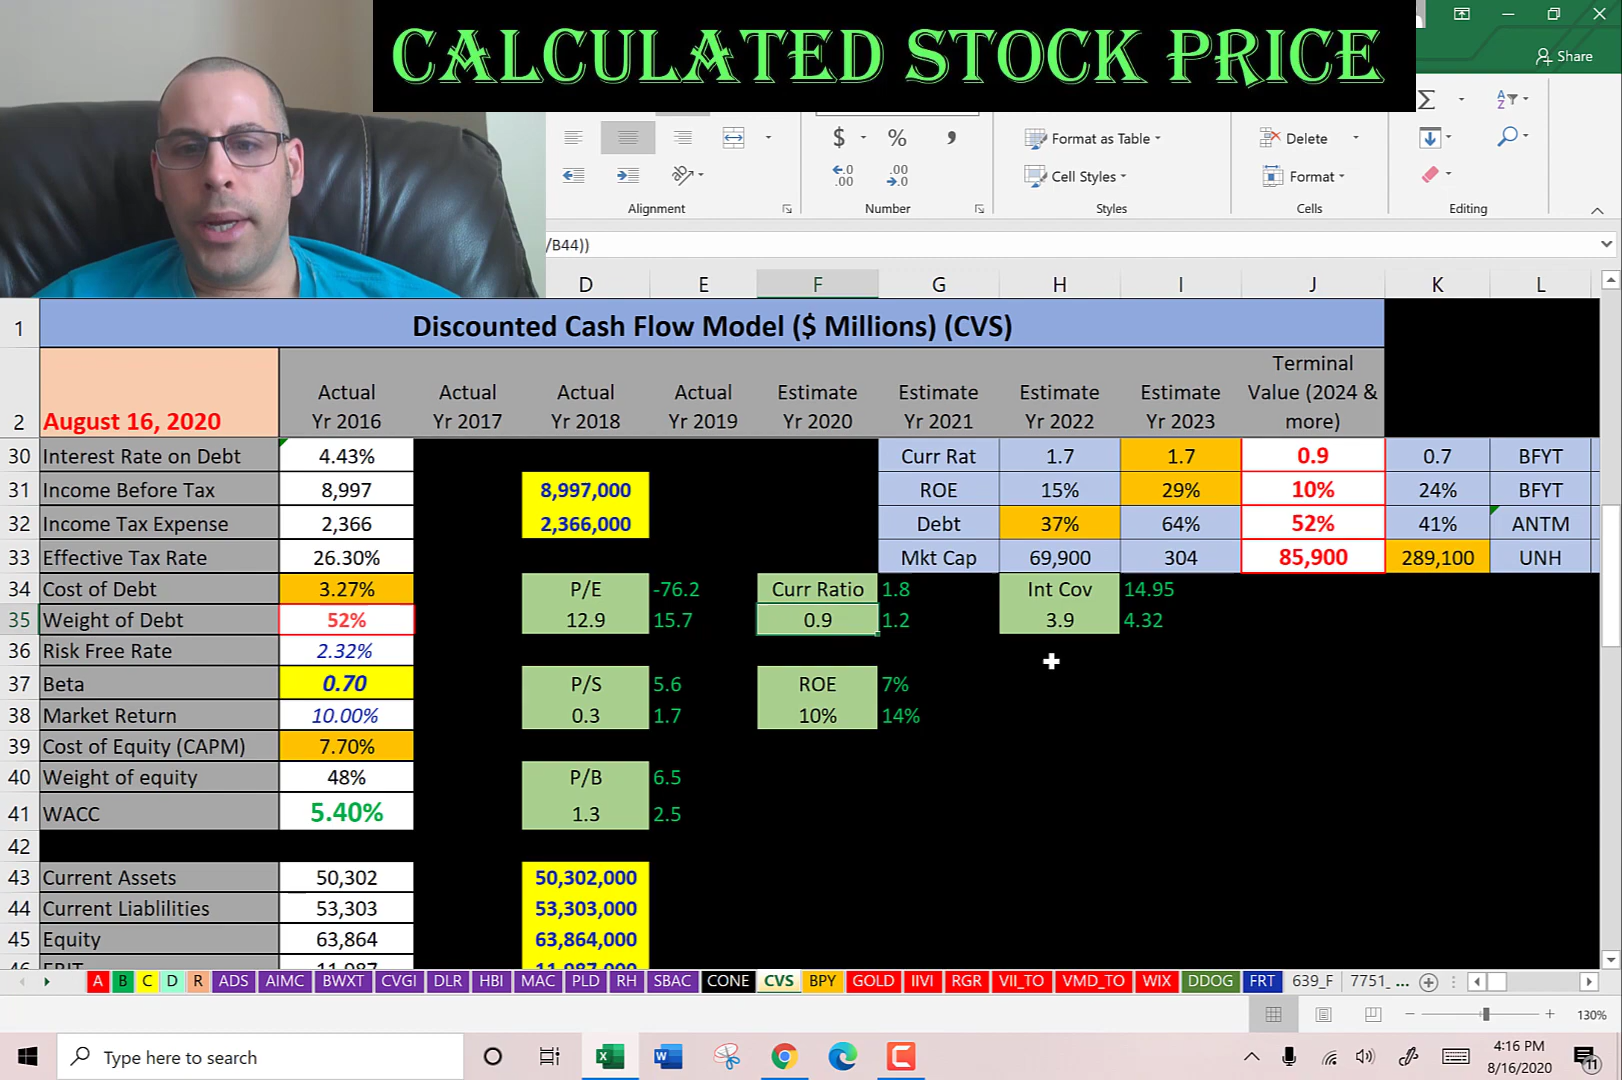 CALCULATED STOCK PRICE
Share
$ % , Format as Table Delete
Cell Styles Format
Alignment Number Styles Cells Editing
/B44))
D E F G H I J K L
1 Discounted Cash Flow Model ($ Millions) (CVS)
Terminal
Actual Actual Actual Actual Estimate Estimate Estimate Estimate Value (2024 &
2 August 16, 2020 Yr 2016 Yr 2017 Yr 2018 Yr 2019 Yr 2020 Yr 2021 Yr 2022 Yr 2023 more)
30 Interest Rate on Debt 4.43% Curr Rat 1.7 1.7 0.9 0.7 BFYT
31 Income Before Tax 8,997 8,997,000 ROE 15% 29% 10% 24% BFYT
32 Income Tax Expense 2,366 2,366,000 Debt 37% 64% 52% 41% ANTM
33 Effective Tax Rate 26.30% Mkt Cap 69,900 304 85,900 289,100 UNH
34 Cost of Debt 3.27% P/E -76.2 Curr Ratio 1.8 Int Cov 14.95
35 Weight of Debt 52% 12.9 15.7 0.9 1.2 3.9 4.32
36 Risk Free Rate 2.32%
37 Beta 0.70 P/S 5.6 ROE 7%
38 Market Return 10.00% 0.3 1.7 10% 14%
39 Cost of Equity (CAPM) 7.70%
40 Weight of equity 48% P/B 6.5
41 WACC 5.40% 1.3 2.5
42
43 Current Assets 50,302 50,302,000
44 Current Liablilities 53,303 53,303,000
45 Equity 63,864 63,864,000
46 EBIT 11,987 11,987,000
A B C D R ADS AIMC BWXT CVGI DLR HBI MAC PLD RH SBAC CONE CVS BPY GOLD IIVI RGR VII_TO VMD_TO WIX DDOG FRT 639_F 7751_ ...
130%
Type here to search
4:16 PM
8/16/2020
11